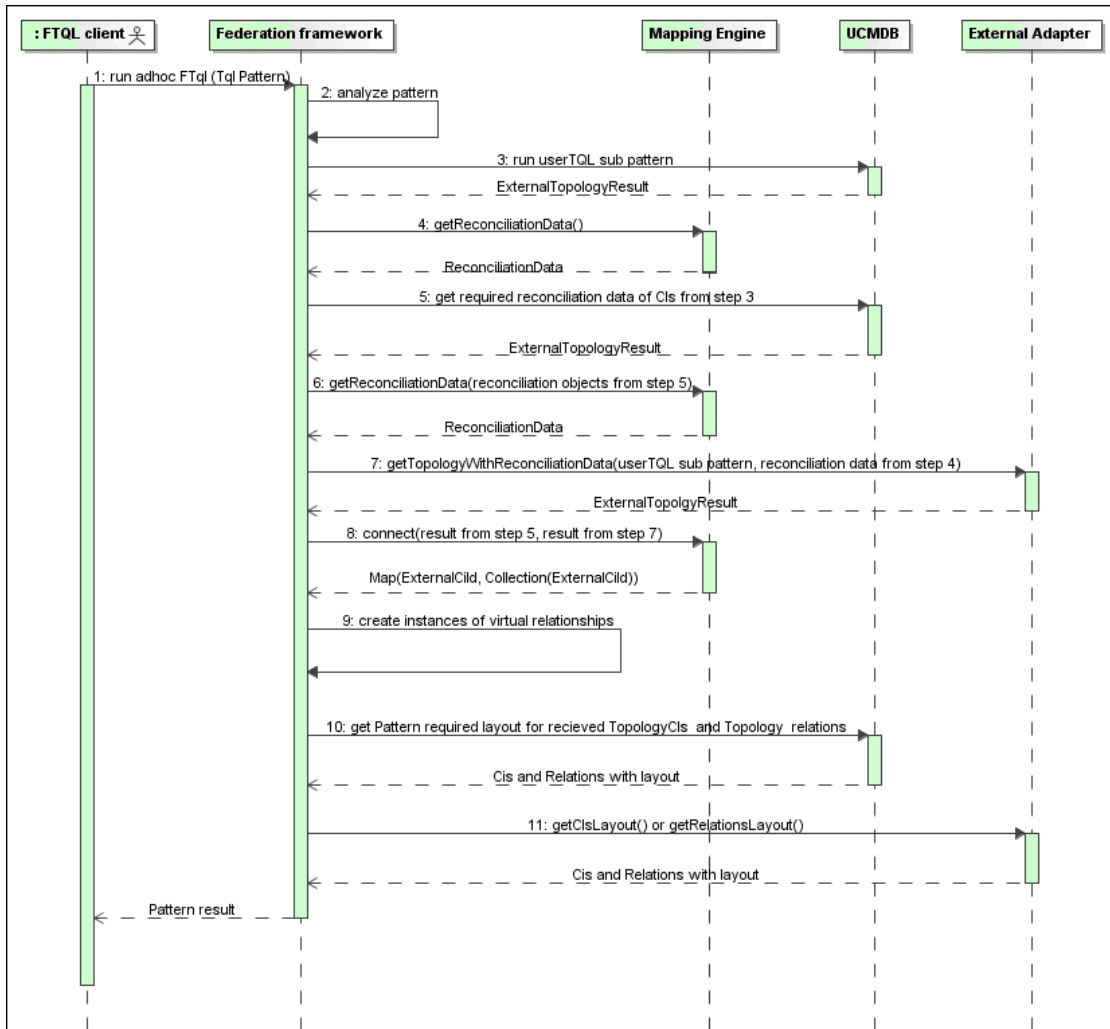 : FTQL client
Federation framework
Mapping Engine
UCMDB
External Adapter
1: run adhoc FTql (Tql Pattern)
2: analyze pattern
3: run userTQL sub pattern
ExternalTopologyResult
4: getReconciliationData()
ReconciliationData
5: get required reconciliation data of CIs from step 3
ExternalTopologyResult
6: getReconciliationData(reconciliation objects from step 5)
ReconciliationData
7: getTopologyWithReconciliationData(userTQL sub pattern, reconciliation data from step 4)
ExternalTopolgyResult
8: connect(result from step 5, result from step 7)
Map(ExternalCiId, Collection(ExternalCiId))
9: create instances of virtual relationships
10: get Pattern required layout for recieved TopologyCIs and Topology relations
Cis and Relations with layout
11: getCIsLayout() or getRelationsLayout()
Cis and Relations with layout
Pattern result